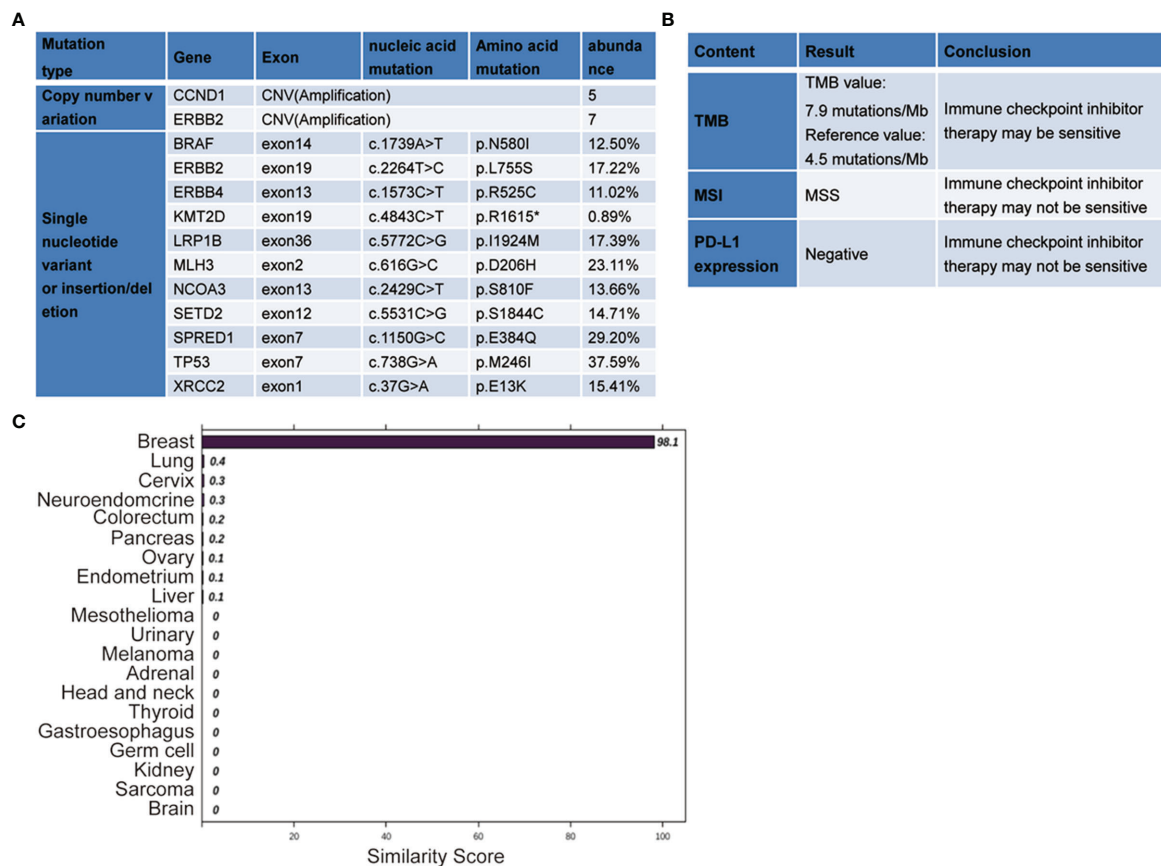 A
Mutation type Gene Exon nucleic acid mutation Amino acid mutation abunda nce
Copy number v ariation CCND1 CNV(Amplification) 5
ERBB2 CNV(Amplification) 7
Single nucleotide variant or insertion/del etion BRAF exon14 c.1739A>T p.N580I 12.50%
ERBB2 exon19 c.2264T>C p.L755S 17.22%
ERBB4 exon13 c.1573C>T p.R525C 11.02%
KMT2D exon19 c.4843C>T p.R1615* 0.89%
LRP1B exon36 c.5772C>G p.I1924M 17.39%
MLH3 exon2 c.616G>C p.D206H 23.11%
NCOA3 exon13 c.2429C>T p.S810F 13.66%
SETD2 exon12 c.5531C>G p.S1844C 14.71%
SPRED1 exon7 c.1150G>C p.E384Q 29.20%
TP53 exon7 c.738G>A p.M246I 37.59%
XRCC2 exon1 c.37G>A p.E13K 15.41%
B
Content Result Conclusion
TMB
TMB value:
7.9 mutations/Mb
Reference value:
4.5 mutations/Mb
Immune checkpoint inhibitor
therapy may be sensitive
MSI
MSS
Immune checkpoint inhibitor
therapy may not be sensitive
PD-L1
expression
Negative
Immune checkpoint inhibitor
therapy may not be sensitive
C
Breast 98.1
Lung 0.4
Cervix 0.3
Neuroendomcrine 0.3
Colorectum 0.2
Pancreas 0.2
Ovary 0.1
Endometrium 0.1
Liver 0.1
Mesothelioma 0
Urinary 0
Melanoma 0
Adrenal 0
Head and neck 0
Thyroid 0
Gastroesophagus 0
Germ cell 0
Kidney 0
Sarcoma 0
Brain 0
20 40 60 80 100
Similarity Score